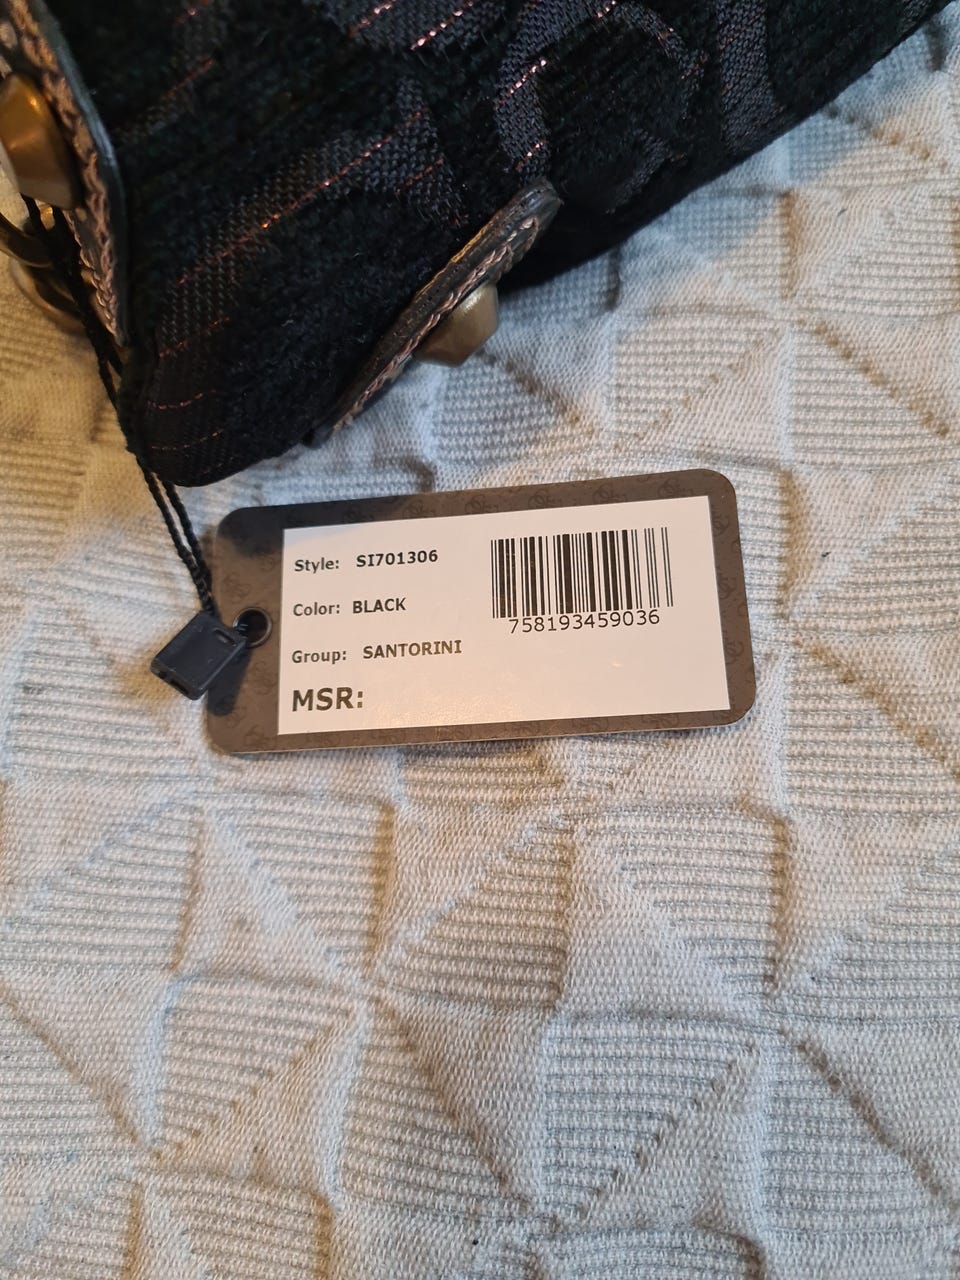 Style: SI701306
Color: BLACK
Group: SANTORINI
MSR:
758193459036